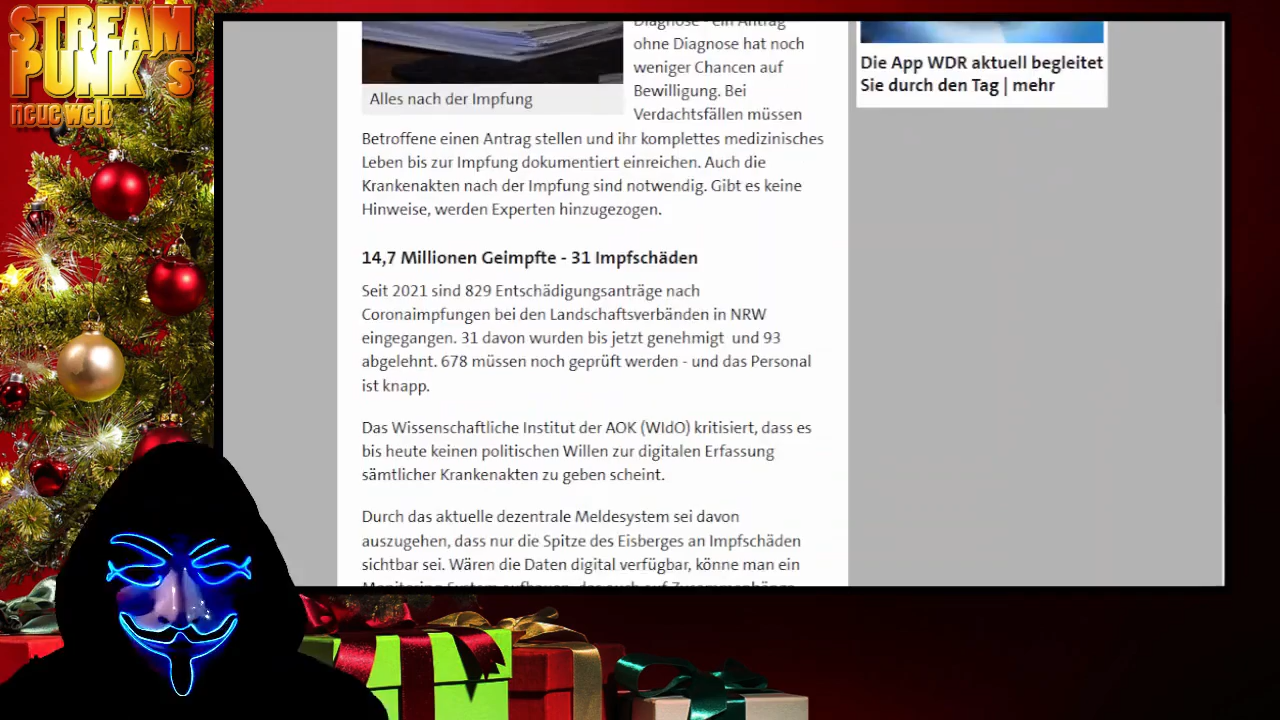 STREAM
PUNK's
neue welt
Diagnose - ein Antrag
ohne Diagnose hat noch
weniger Chancen auf
Bewilligung. Bei
Verdachtsfällen müssen
Alles nach der Impfung
Betroffene einen Antrag stellen und ihr komplettes medizinisches
Leben bis zur Impfung dokumentiert einreichen. Auch die
Krankenakten nach der Impfung sind notwendig. Gibt es keine
Hinweise, werden Experten hinzugezogen.
14,7 Millionen Geimpfte - 31 Impfschäden
Seit 2021 sind 829 Entschädigungsanträge nach
Coronaimpfungen bei den Landschaftsverbänden in NRW
eingegangen. 31 davon wurden bis jetzt genehmigt und 93
abgelehnt. 678 müssen noch geprüft werden - und das Personal
ist knapp.
Das Wissenschaftliche Institut der AOK (WIdO) kritisiert, dass es
bis heute keinen politischen Willen zur digitalen Erfassung
sämtlicher Krankenakten zu geben scheint.
Durch das aktuelle dezentrale Meldesystem sei davon
auszugehen, dass nur die Spitze des Eisberges an Impfschäden
sichtbar sei. Wären die Daten digital verfügbar, könne man ein
Die App WDR aktuell begleitet
Sie durch den Tag | mehr